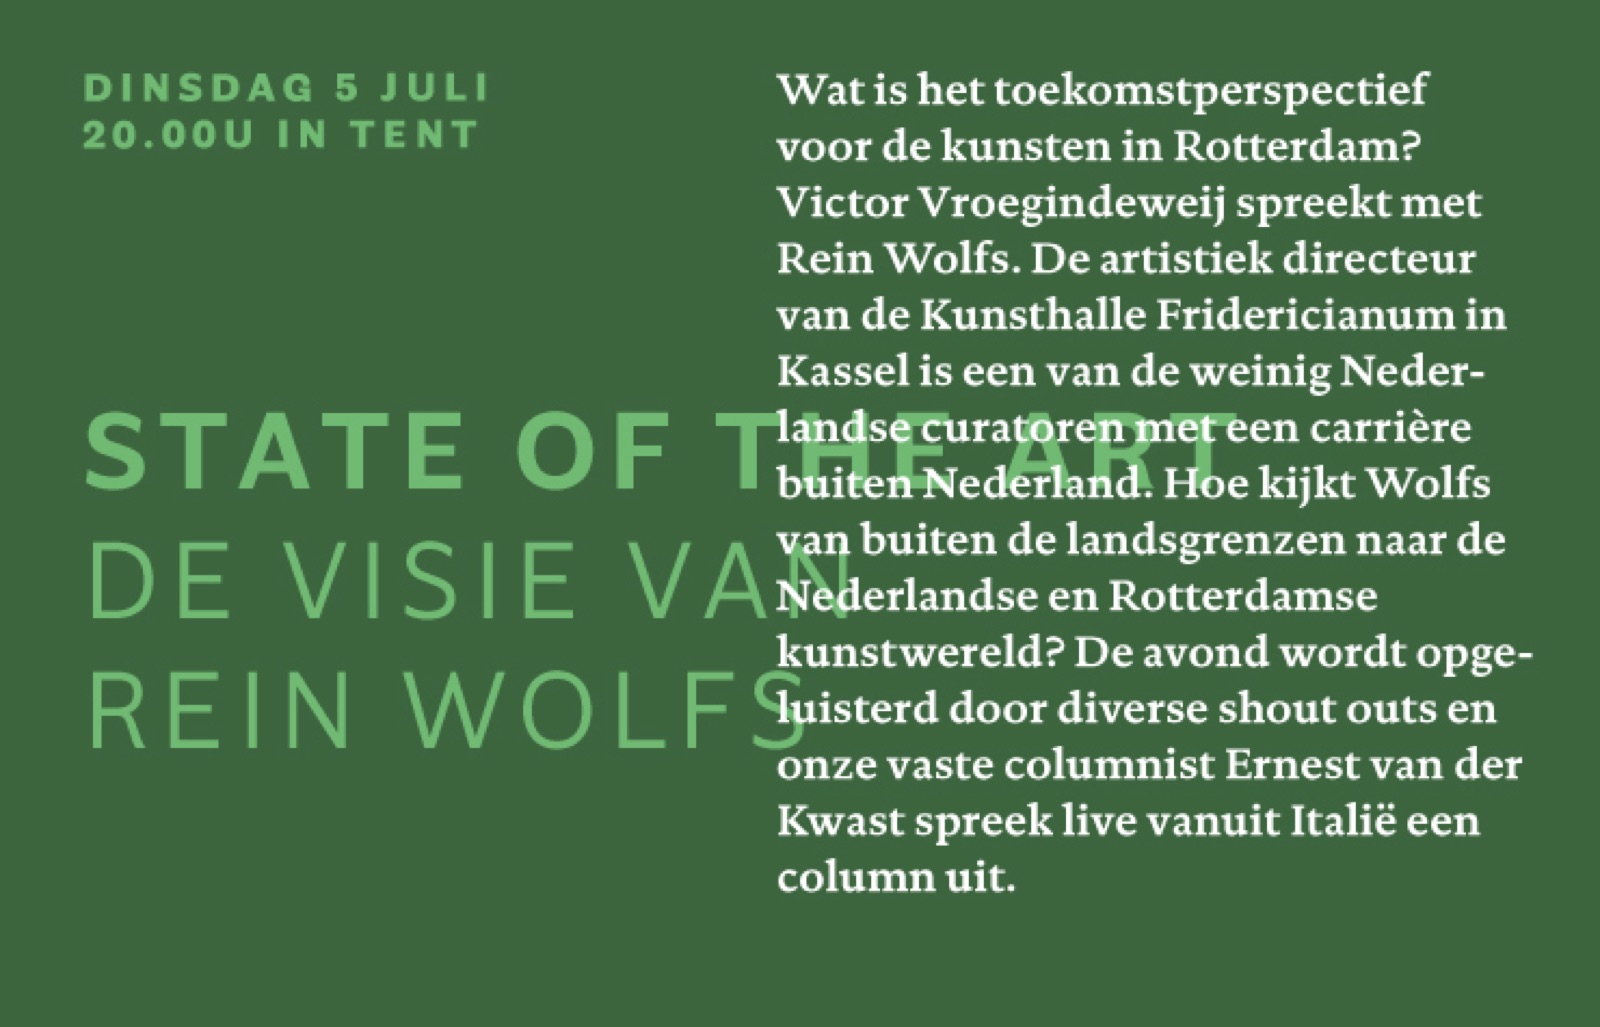 DINSDAG 5 JULI
20.00U IN TENT
STATE OF THE ART
DE VISIE VAN
REIN WOLFS
Wat is het toekomstperspectief
voor de kunsten in Rotterdam?
Victor Vroegindeweij spreekt met
Rein Wolfs. De artistiek directeur
van de Kunsthalle Fridericianum in
Kassel is een van de weinig Neder-
landse curatoren met een carrière
buiten Nederland. Hoe kijkt Wolfs
van buiten de landsgrenzen naar de
Nederlandse en Rotterdamse
kunstwereld? De avond wordt opge-
luisterd door diverse shout outs en
onze vaste columnist Ernest van der
Kwast spreek live vanuit Italië een
column uit.